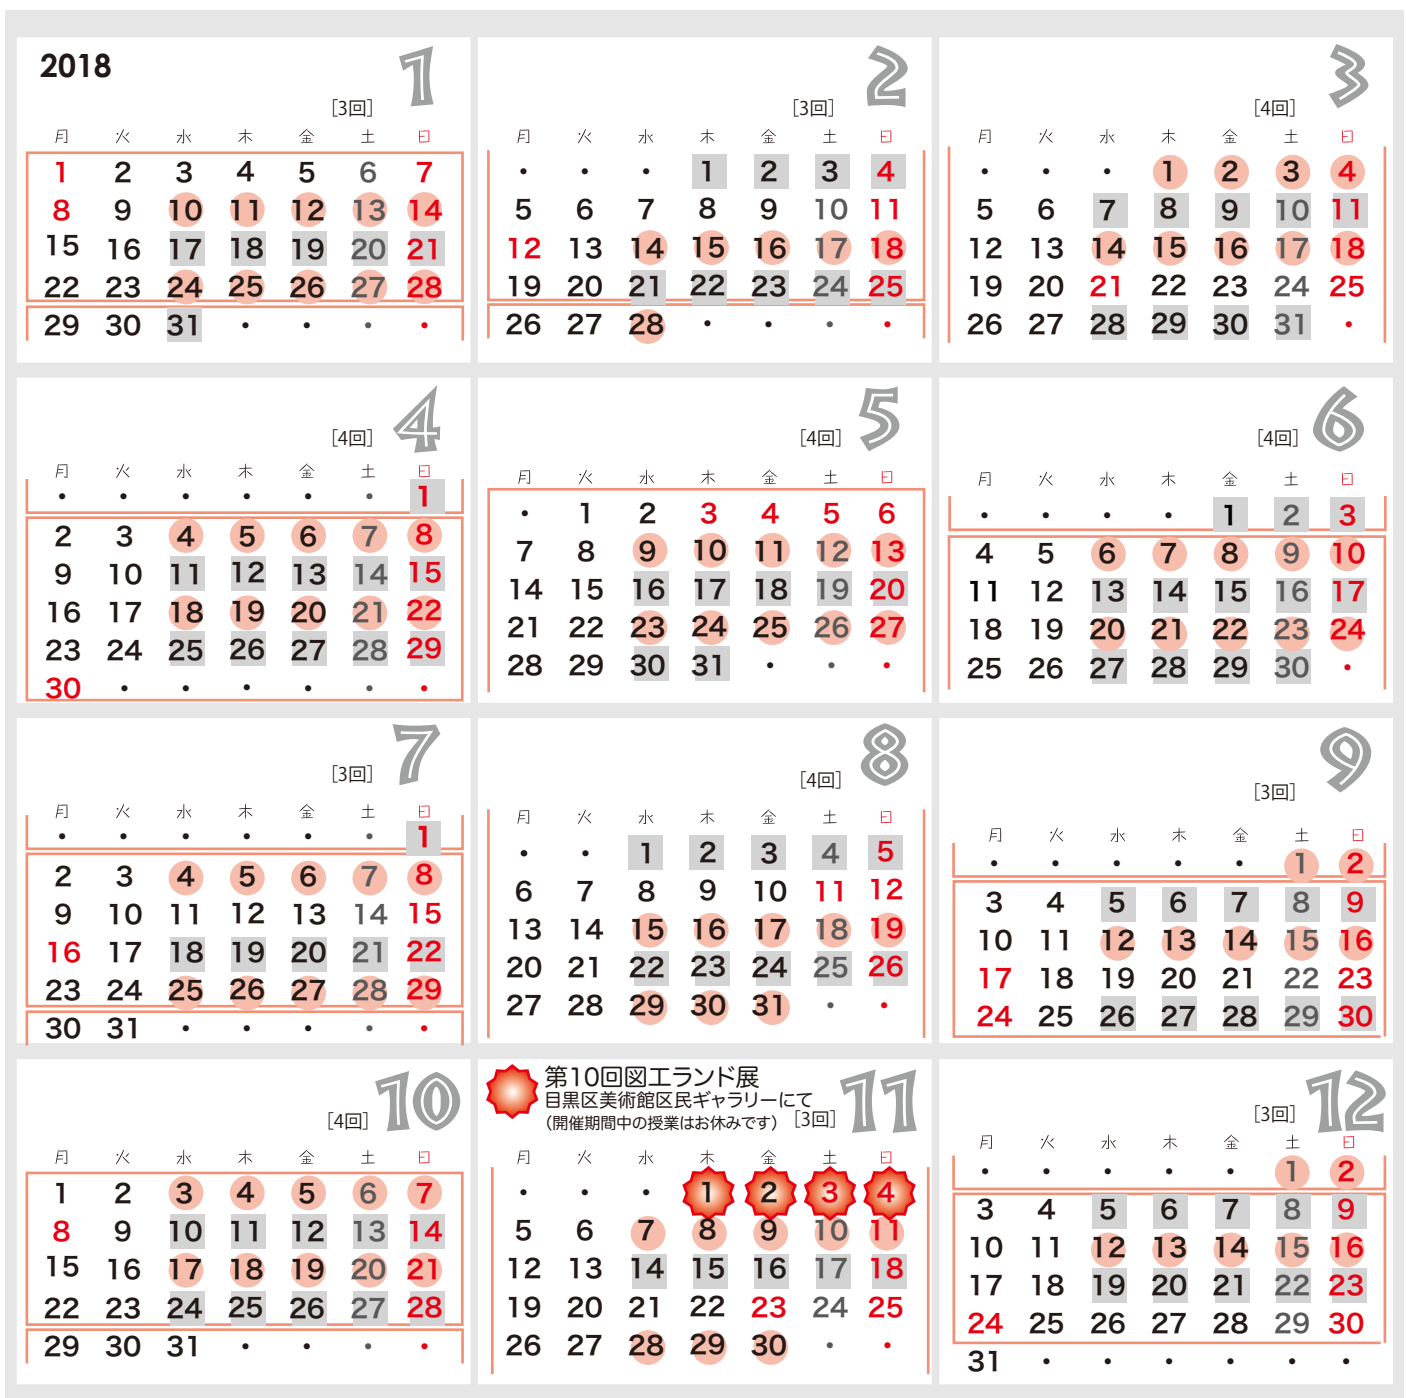 2018
1
[3回]
月 火 水 木 金 土 日
1 2 3 4 5 6 7
8 9 10 11 12 13 14
15 16 17 18 19 20 21
22 23 24 25 26 27 28
29 30 31 • • • •
2
[3回]
月 火 水 木 金 土 日
• • • 1 2 3 4
5 6 7 8 9 10 11
12 13 14 15 16 17 18
19 20 21 22 23 24 25
26 27 28 • • • •
3
[4回]
月 火 水 木 金 土 日
• • • 1 2 3 4
5 6 7 8 9 10 11
12 13 14 15 16 17 18
19 20 21 22 23 24 25
26 27 28 29 30 31 •
4
[4回]
月 火 水 木 金 土 日
• • • • • • 1
2 3 4 5 6 7 8
9 10 11 12 13 14 15
16 17 18 19 20 21 22
23 24 25 26 27 28 29
30 • • • • • •
5
[4回]
月 火 水 木 金 土 日
• 1 2 3 4 5 6
7 8 9 10 11 12 13
14 15 16 17 18 19 20
21 22 23 24 25 26 27
28 29 30 31 • • •
6
[4回]
月 火 水 木 金 土 日
• • • • 1 2 3
4 5 6 7 8 9 10
11 12 13 14 15 16 17
18 19 20 21 22 23 24
25 26 27 28 29 30 •
7
[3回]
月 火 水 木 金 土 日
• • • • • • 1
2 3 4 5 6 7 8
9 10 11 12 13 14 15
16 17 18 19 20 21 22
23 24 25 26 27 28 29
30 31 • • • • •
8
[4回]
月 火 水 木 金 土 日
• • 1 2 3 4 5
6 7 8 9 10 11 12
13 14 15 16 17 18 19
20 21 22 23 24 25 26
27 28 29 30 31 • •
9
[3回]
月 火 水 木 金 土 日
• • • • • 1 2
3 4 5 6 7 8 9
10 11 12 13 14 15 16
17 18 19 20 21 22 23
24 25 26 27 28 29 30
10
[4回]
月 火 水 木 金 土 日
1 2 3 4 5 6 7
8 9 10 11 12 13 14
15 16 17 18 19 20 21
22 23 24 25 26 27 28
29 30 31 • • • •
第10回図工ランド展
目黒区美術館区民ギャラリーにて
(開催期間中の授業はお休みです)
[3回]
11
月 火 水 木 金 土 日
• • • 1 2 3 4
5 6 7 8 9 10 11
12 13 14 15 16 17 18
19 20 21 22 23 24 25
26 27 28 29 30 • •
12
[3回]
月 火 水 木 金 土 日
• • • • • 1 2
3 4 5 6 7 8 9
10 11 12 13 14 15 16
17 18 19 20 21 22 23
24 25 26 27 28 29 30
31 • • • • • •